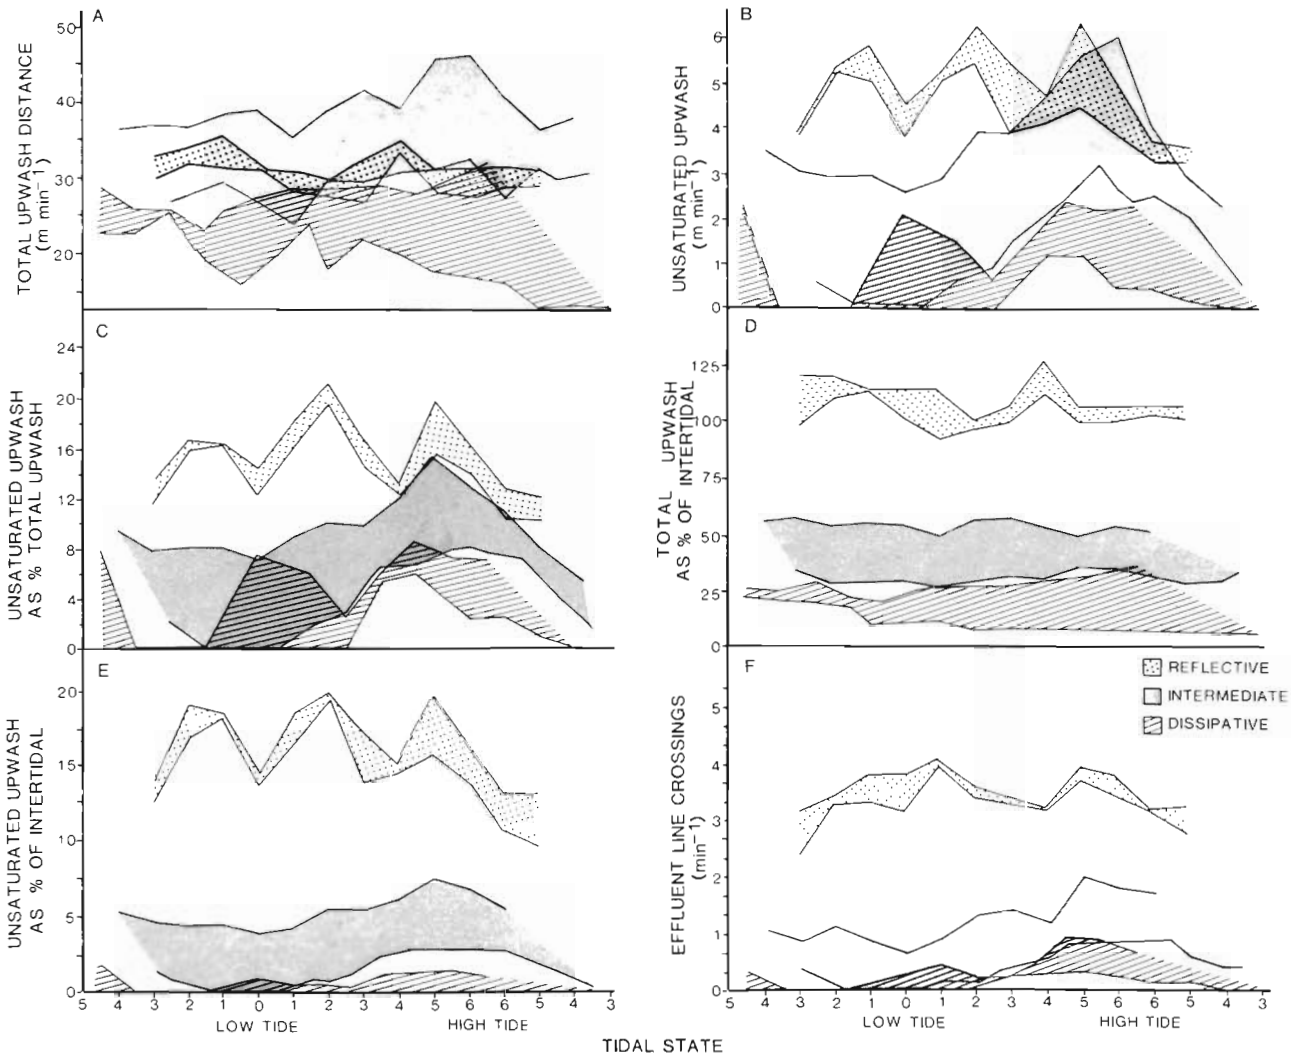 A
50
40
30
20
TOTAL UPWASH DISTANCE
(m min⁻¹)
B
6
5
4
3
2
1
0
UNSATURATED UPWASH
(m min⁻¹)
C
24
20
16
12
8
4
0
UNSATURATED UPWASH
AS % TOTAL UPWASH
D
125
100
75
50
25
0
TOTAL UPWASH
AS % OF INTERTIDAL
E
20
15
10
5
0
UNSATURATED UPWASH
AS % OF INTERTIDAL
5 4 3 2 1 0 1 2 3 4 5 6 5 4 3
LOW TIDE HIGH TIDE
F
REFLECTIVE
INTERMEDIATE
DISSIPATIVE
5
4
3
2
1
0
EFFLUENT LINE CROSSINGS
(min⁻¹)
5 4 3 2 1 0 1 2 3 4 5 6 6 5 4 3
LOW TIDE HIGH TIDE
TIDAL STATE